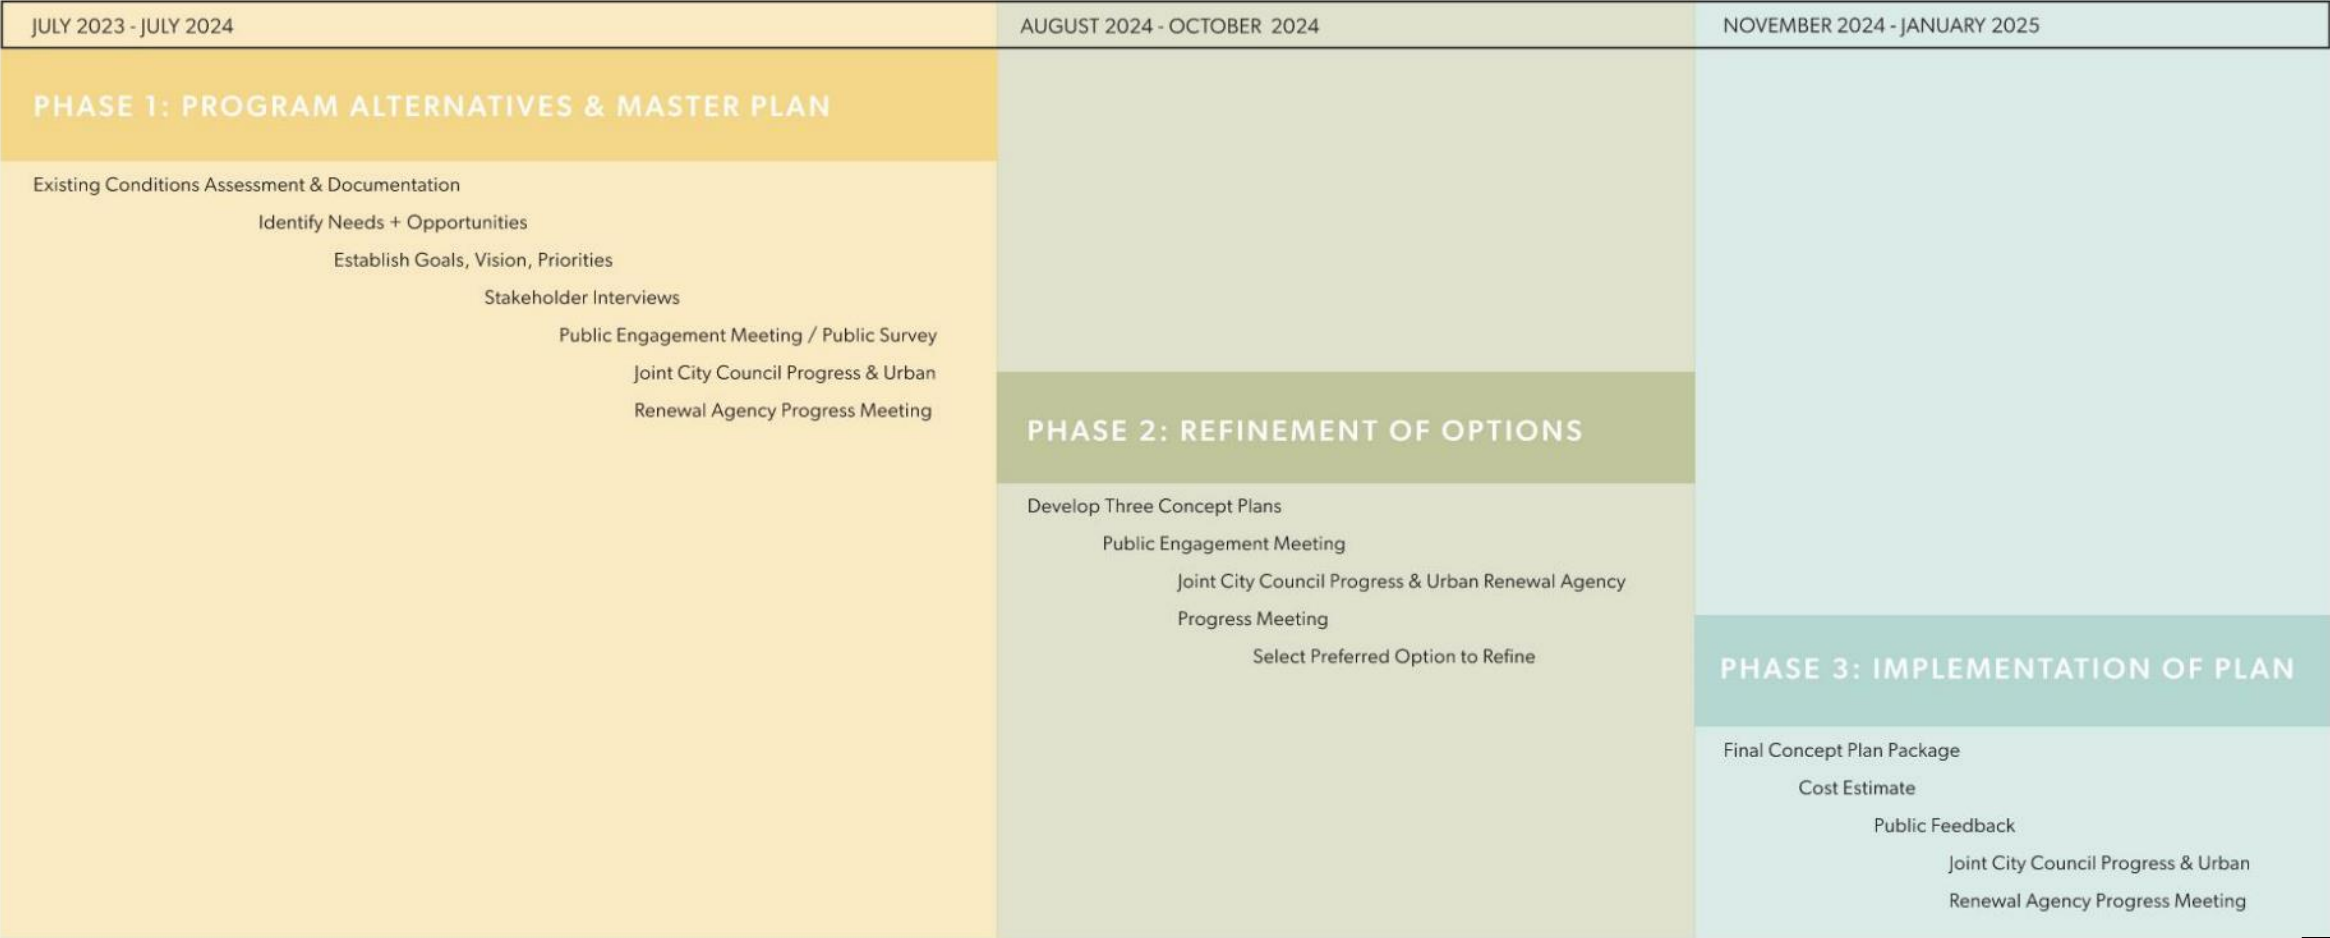 JULY 2023 - JULY 2024
AUGUST 2024 - OCTOBER 2024
NOVEMBER 2024 - JANUARY 2025
PHASE 1: PROGRAM ALTERNATIVES & MASTER PLAN
Existing Conditions Assessment & Documentation
Identify Needs + Opportunities
Establish Goals, Vision, Priorities
Stakeholder Interviews
Public Engagement Meeting / Public Survey
Joint City Council Progress & Urban
Renewal Agency Progress Meeting
PHASE 2: REFINEMENT OF OPTIONS
Develop Three Concept Plans
Public Engagement Meeting
Joint City Council Progress & Urban Renewal Agency
Progress Meeting
Select Preferred Option to Refine
PHASE 3: IMPLEMENTATION OF PLAN
Final Concept Plan Package
Cost Estimate
Public Feedback
Joint City Council Progress & Urban
Renewal Agency Progress Meeting